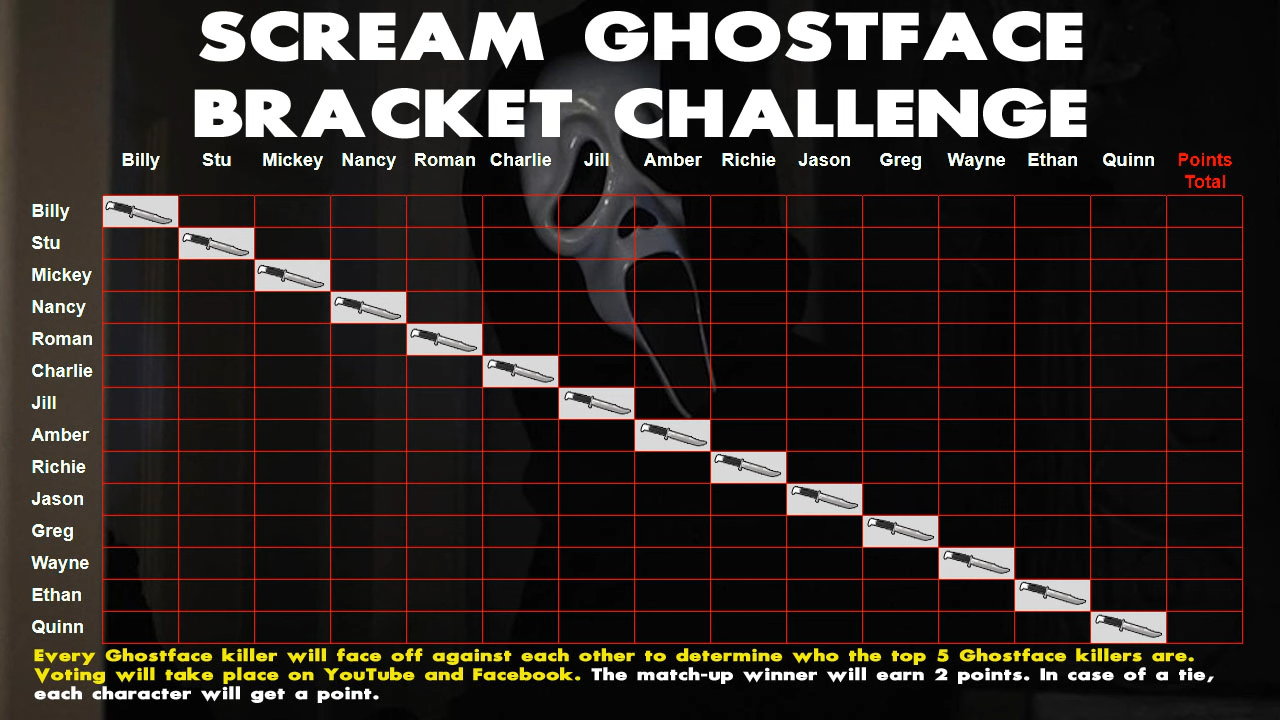 SCREAM GHOSTFACE
BRACKET CHALLENGE
Billy Stu Mickey Nancy Roman Charlie Jill Amber Richie Jason Greg Wayne Ethan Quinn Points
Total
Billy
Stu
Mickey
Nancy
Roman
Charlie
Jill
Amber
Richie
Jason
Greg
Wayne
Ethan
Quinn
Every Ghostface killer will face off against each other to determine who the top 5 Ghostface killers are.
Voting will take place on YouTube and Facebook. The match-up winner will earn 2 points. In case of a tie,
each character will get a point.